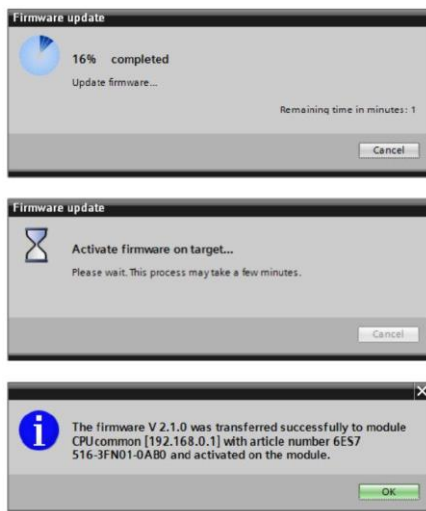 Firmware update
16% completed
Update firmware...
Remaining time in minutes: 1
Cancel
Firmware update
Activate firmware on target...
Please wait. This process may take a few minutes.
Cancel
The firmware V 2.1.0 was transferred successfully to module
CPUcommon [192.168.0.1] with article number 6ES7
516-3FN01-0AB0 and activated on the module.
OK